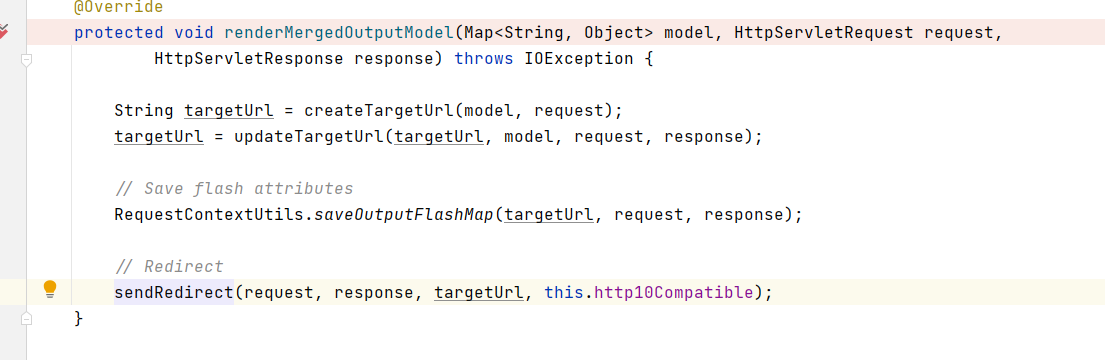 @Override
protected void renderMergedOutputModel(Map<String, Object> model, HttpServletRequest request,
HttpServletResponse response) throws IOException {
String targetUrl = createTargetUrl(model, request);
targetUrl = updateTargetUrl(targetUrl, model, request, response);
// Save flash attributes
RequestContextUtils.saveOutputFlashMap(targetUrl, request, response);
// Redirect
sendRedirect(request, response, targetUrl, this.http10Compatible);
}